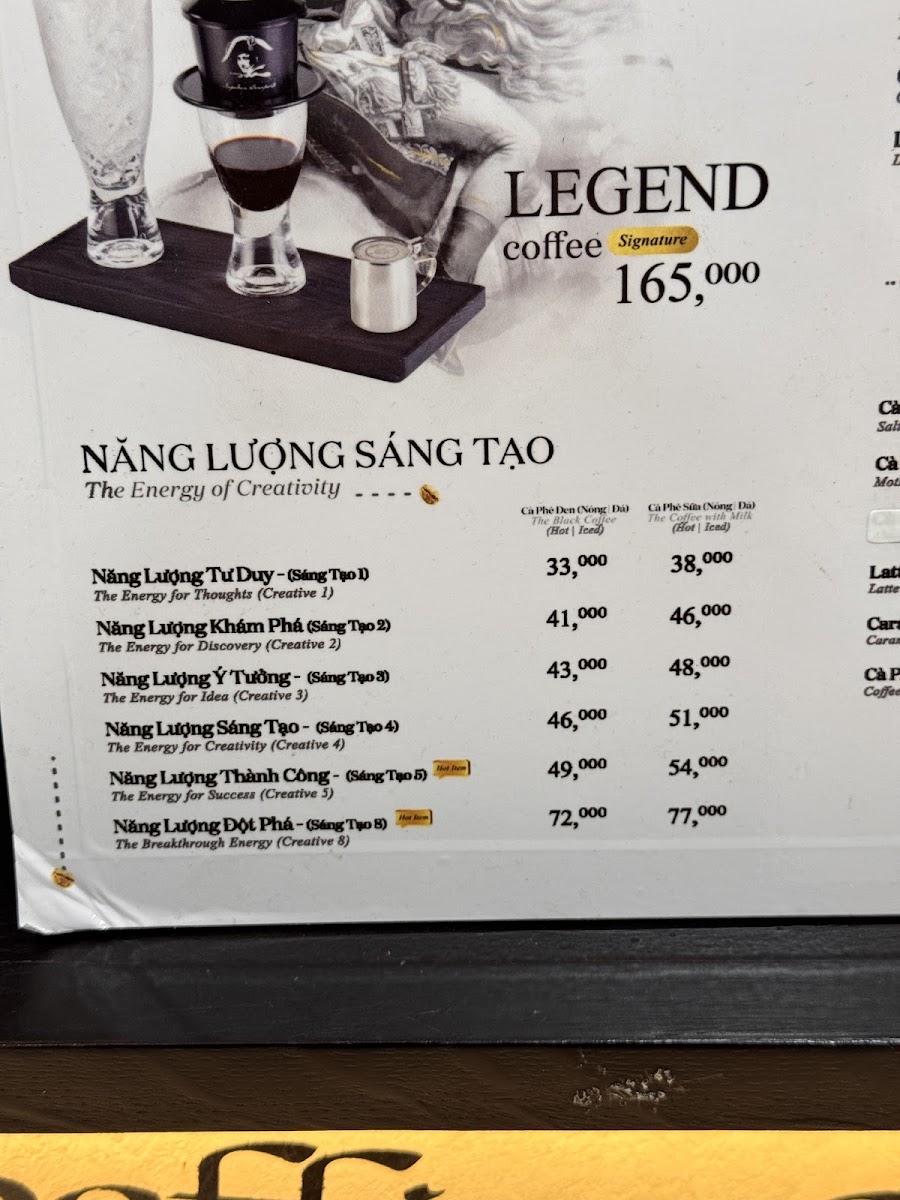 LEGEND
coffee Signature
165,000
NĂNG LƯỢNG SÁNG TẠO
The Energy of Creativity
Cà Phê Đen (Nóng|Đá) Cà Phê Sữa (Nóng|Đá)
The Black Coffee The Coffee with Milk
(Hot | Iced) (Hot | Iced)
Năng Lượng Tư Duy - (Sáng Tạo 1) 33,000 38,000
The Energy for Thoughts (Creative 1)
Năng Lượng Khám Phá (Sáng Tạo 2) 41,000 46,000
The Energy for Discovery (Creative 2)
Năng Lượng Ý Tưởng - (Sáng Tạo 3) 43,000 48,000
The Energy for Idea (Creative 3)
Năng Lượng Sáng Tạo - (Sáng Tạo 4) 46,000 51,000
The Energy for Creativity (Creative 4)
Năng Lượng Thành Công - (Sáng Tạo 5) Hot Item 49,000 54,000
The Energy for Success (Creative 5)
Năng Lượng Đột Phá - (Sáng Tạo 8) Hot Item 72,000 77,000
The Breakthrough Energy (Creative 8)
Cà
Cà
Latte
Cà P
Coffee